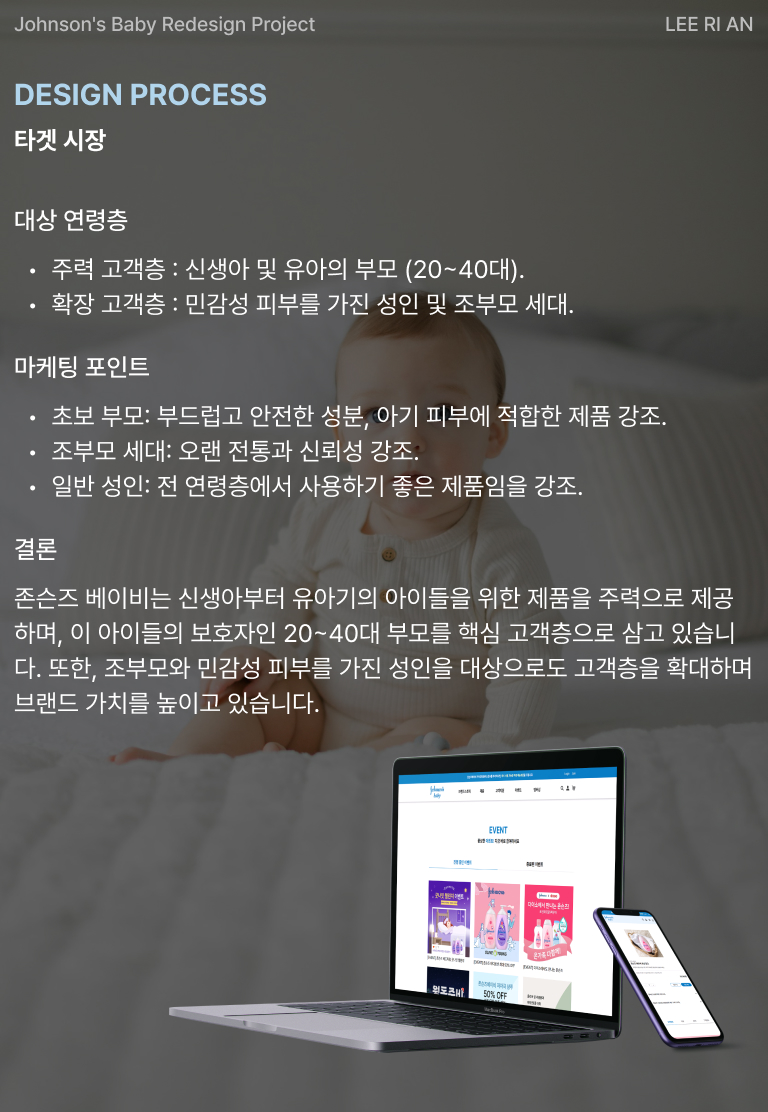 Johnson's Baby Redesign Project
LEE RI AN
DESIGN PROCESS
타겟 시장
대상 연령층
• 주력 고객층 : 신생아 및 유아의 부모 (20~40대).
• 확장 고객층 : 민감성 피부를 가진 성인 및 조부모 세대.
마케팅 포인트
• 초보 부모: 부드럽고 안전한 성분, 아기 피부에 적합한 제품 강조.
• 조부모 세대: 오랜 전통과 신뢰성 강조.
• 일반 성인: 전 연령층에서 사용하기 좋은 제품임을 강조.
결론
존슨즈 베이비는 신생아부터 유아기의 아이들을 위한 제품을 주력으로 제공
하며, 이 아이들의 보호자인 20~40대 부모를 핵심 고객층으로 삼고 있습니
다. 또한, 조부모와 민감성 피부를 가진 성인을 대상으로도 고객층을 확대하며
브랜드 가치를 높이고 있습니다.
Johnson's
baby
EVENT
50% OFF
MacBook Pro